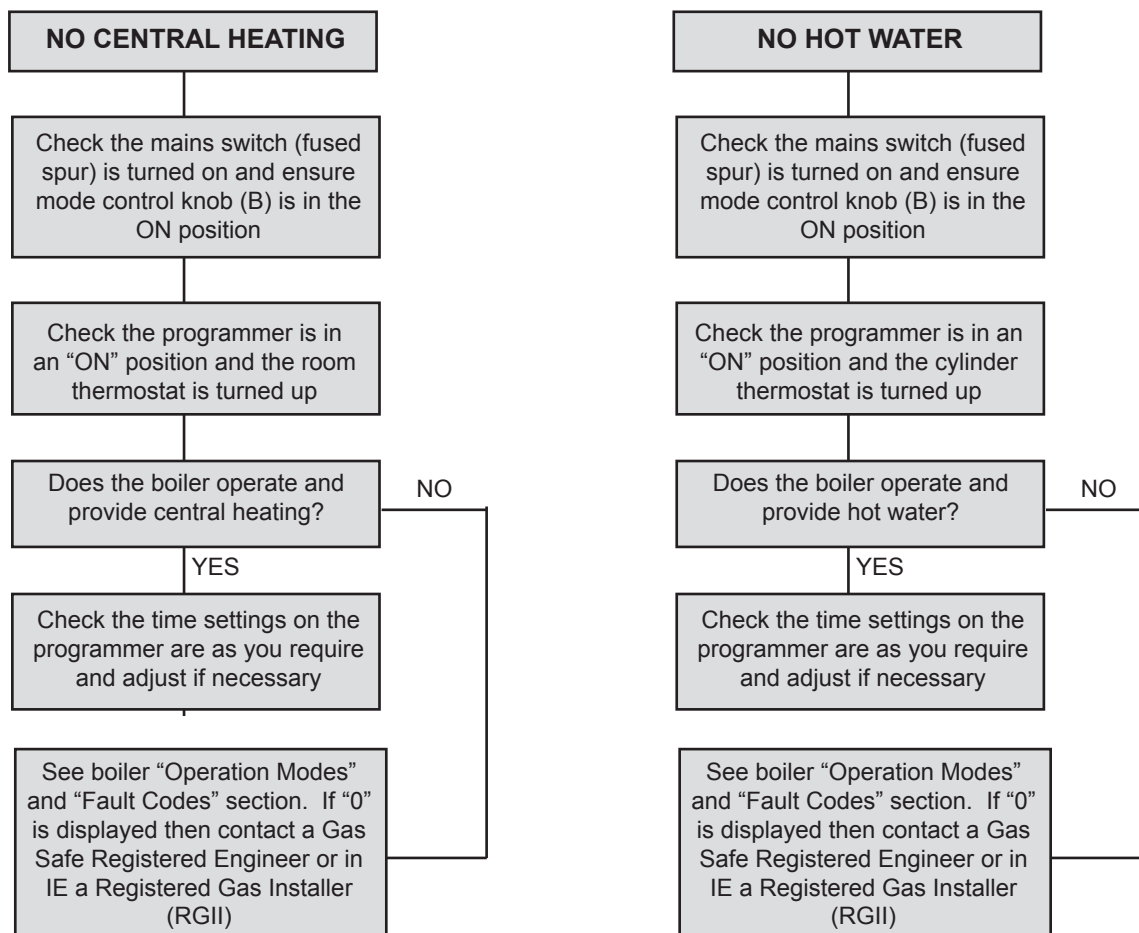 NO CENTRAL HEATING
Check the mains switch (fused
spur) is turned on and ensure
mode control knob (B) is in the
ON position
Check the programmer is in
an “ON” position and the room
thermostat is turned up
Does the boiler operate and
provide central heating?
NO
YES
Check the time settings on the
programmer are as you require
and adjust if necessary
See boiler “Operation Modes”
and “Fault Codes” section.  If “0”
is displayed then contact a Gas
Safe Registered Engineer or in
IE a Registered Gas Installer
(RGII)
NO HOT WATER
Check the mains switch (fused
spur) is turned on and ensure
mode control knob (B) is in the
ON position
Check the programmer is in an
“ON” position and the cylinder
thermostat is turned up
Does the boiler operate and
provide hot water?
NO
YES
Check the time settings on the
programmer are as you require
and adjust if necessary
See boiler “Operation Modes”
and “Fault Codes” section.  If “0”
is displayed then contact a Gas
Safe Registered Engineer or in
IE a Registered Gas Installer
(RGII)